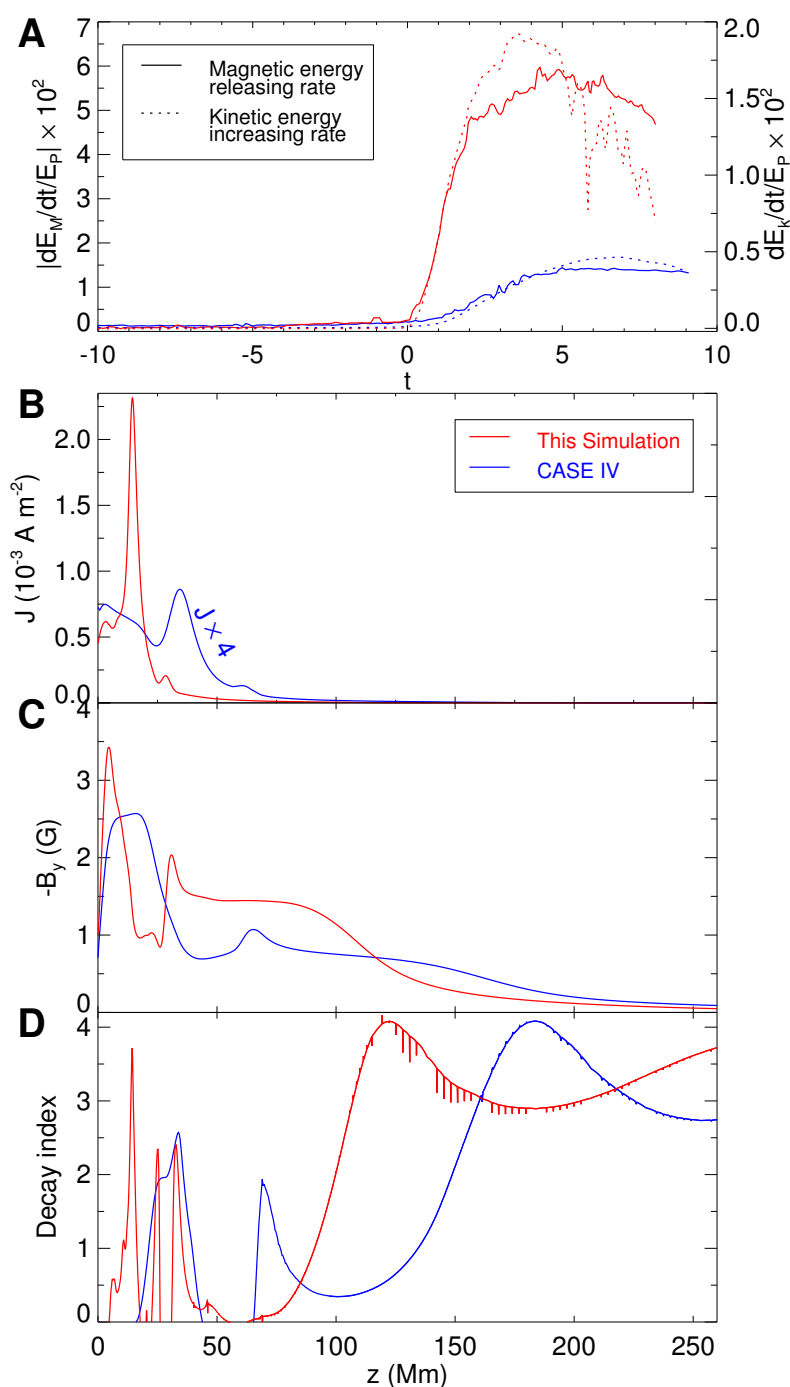 A
7
6
5
4
3
2
1
0
|dE_M/dt/E_P| × 10^2
Magnetic energy
releasing rate
Kinetic energy
increasing rate
2.0
1.5
1.0
0.5
0.0
dE_k/dt/E_P × 10^2
-10 -5 0 5 10
t
B
2.0
1.5
1.0
0.5
0.0
J (10^-3 A m^-2)
This Simulation
CASE IV
J × 4
C
4
3
2
1
0
-B_y (G)
D
4
3
2
1
0
Decay index
0 50 100 150 200 250
z (Mm)